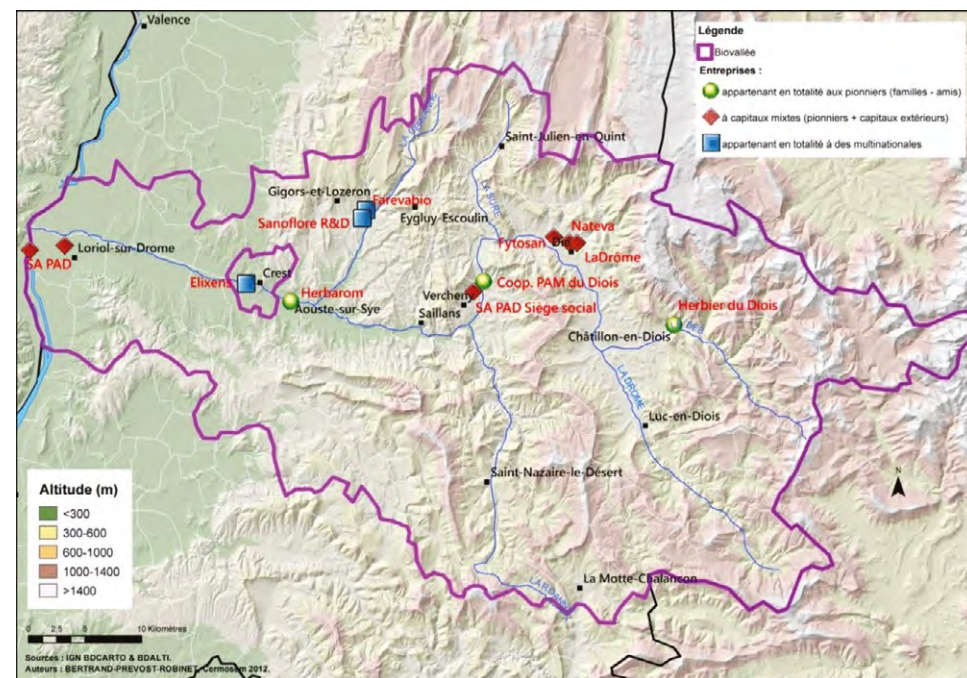 Valence
Légende
Biovallée
Entreprises :
appartenant en totalité aux pionniers (familles - amis)
à capitaux mixtes (pionniers + capitaux extérieurs)
appartenant en totalité à des multinationales
Saint-Julien-en-Quint
LA SURE
Gigors-et-Lozeron
Farevabio
Sanoflore R&D
Eygluy-Escoulin
Nateva
Fytosan
Die
LaDrôme
Loriol-sur-Drome
SA PAD
Elixens
Crest
Herbarom
Aouste-sur-Sye
Coop. PAM du Diois
Vercheny
SA PAD Siège social
Saillans
Herbier du Diois
BEZ
Châtillon-en-Diois
LA DROME
Luc-en-Diois
Saint-Nazaire-le-Désert
N
La Motte-Chalancon
Altitude (m)
<300
300-600
600-1000
1000-1400
>1400
0 2,5 5 10 Kilomètres
Sources : IGN BDCARTO & BDALTI.
Auteurs : BERTRAND-PREVOST-ROBINET, Cermosem 2012.